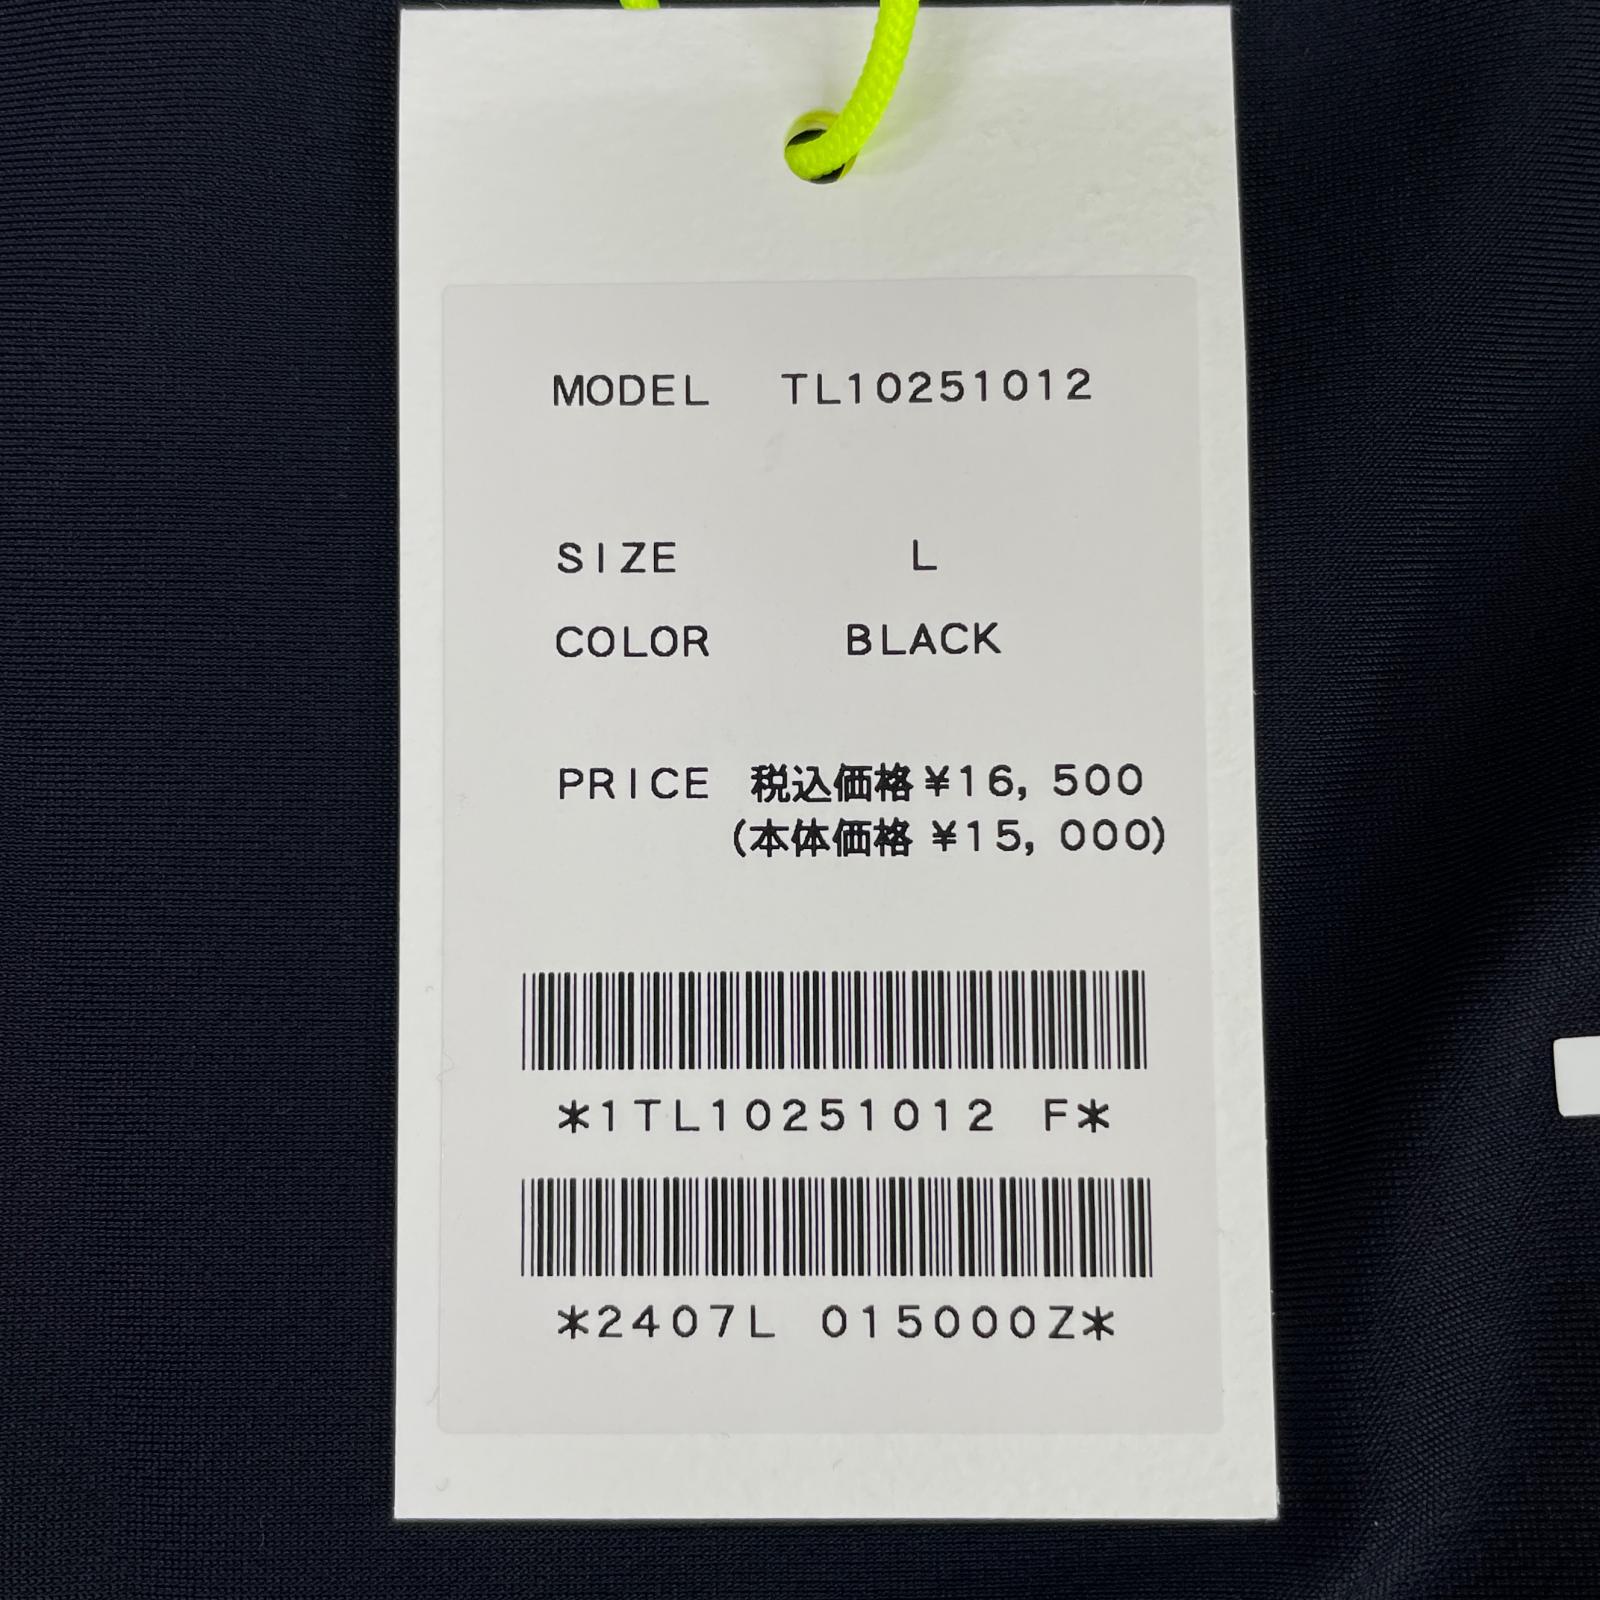 MODEL TL10251012
SIZE L
COLOR BLACK
PRICE 税込価格¥16,500
(本体価格 ¥15,000)
*1TL10251012 F*
*2407L 015000Z*